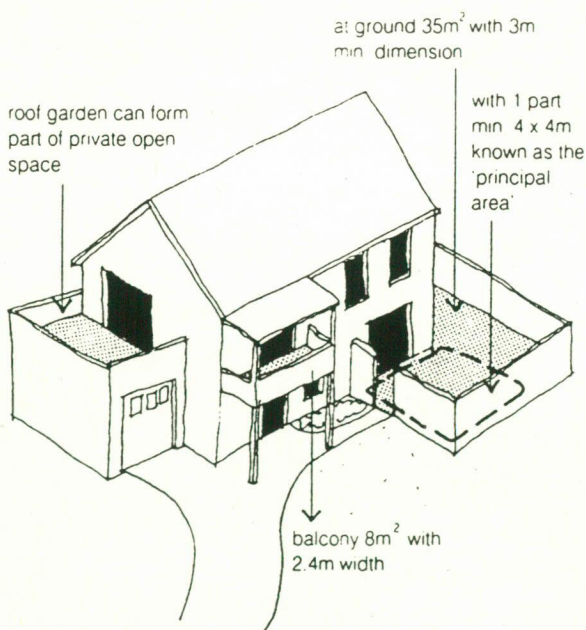 at ground 35m² with 3m
min dimension
with 1 part
min 4 x 4m
known as the
'principal
area'
roof garden can form
part of private open
space
balcony 8m² with
2.4m width